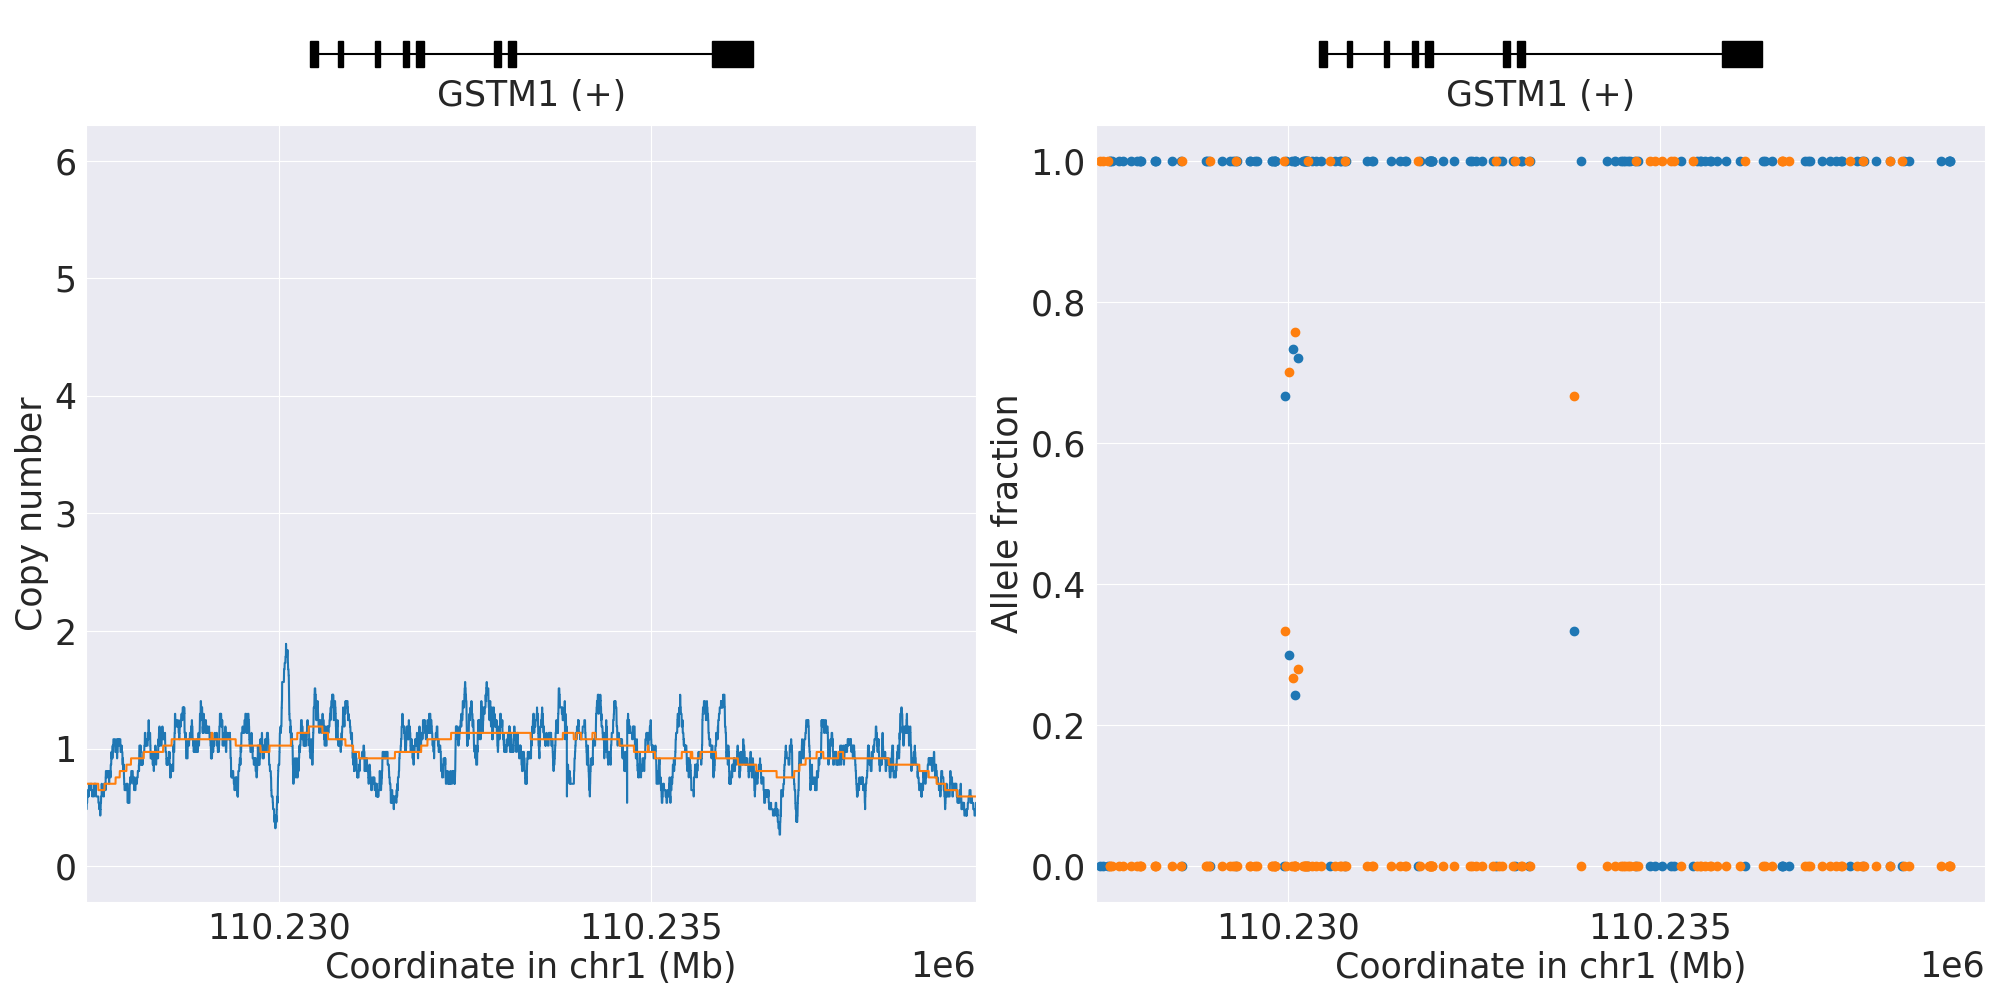 GSTM1 (+)
6
5
4
3
2
1
0
Copy number
110.230
110.235
Coordinate in chr1 (Mb)
1e6
GSTM1 (+)
1.0
0.8
0.6
0.4
0.2
0.0
Allele fraction
110.230
110.235
Coordinate in chr1 (Mb)
1e6